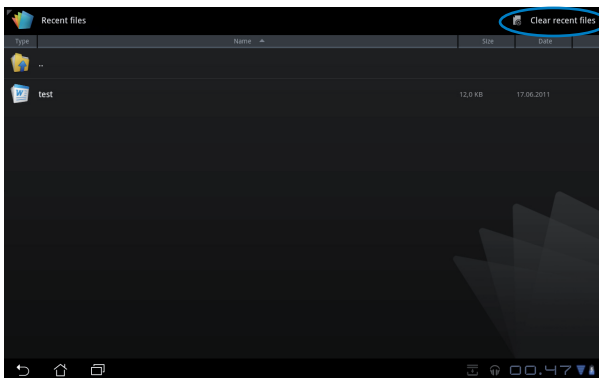 Recent files
Clear recent files
Type Name Size Date
..
test 12,0 KB 17.06.2011
00.47